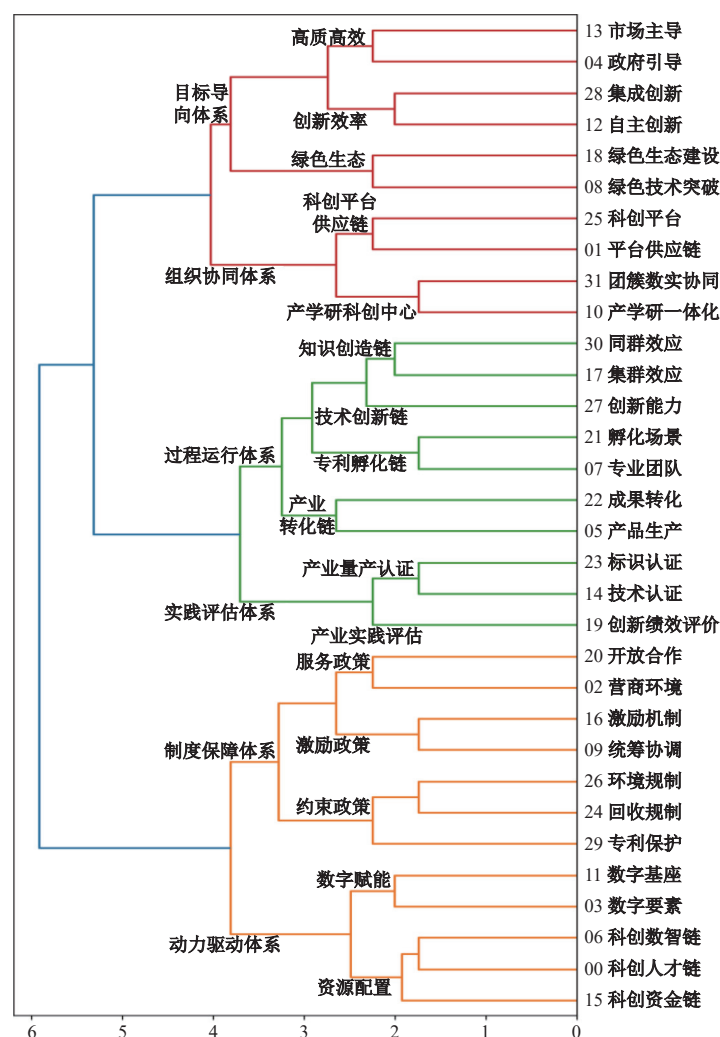 高质高效
13 市场主导
04 政府引导
目标导
向体系
28 集成创新
创新效率
12 自主创新
绿色生态
18 绿色生态建设
08 绿色技术突破
科创平台
供应链
25 科创平台
01 平台供应链
组织协同体系
31 团簇数实协同
产学研科创中心
10 产学研一体化
知识创造链
30 同群效应
17 集群效应
技术创新链
27 创新能力
过程运行体系
21 孵化场景
专利孵化链
07 专业团队
产业
转化链
22 成果转化
05 产品生产
产业量产认证
23 标识认证
14 技术认证
实践评估体系
19 创新绩效评价
产业实践评估
服务政策
20 开放合作
02 营商环境
16 激励机制
制度保障体系
激励政策
09 统筹协调
26 环境规制
约束政策
24 回收规制
29 专利保护
数字赋能
11 数字基座
03 数字要素
动力驱动体系
06 科创数智链
00 科创人才链
资源配置
15 科创资金链
6 5 4 3 2 1 0